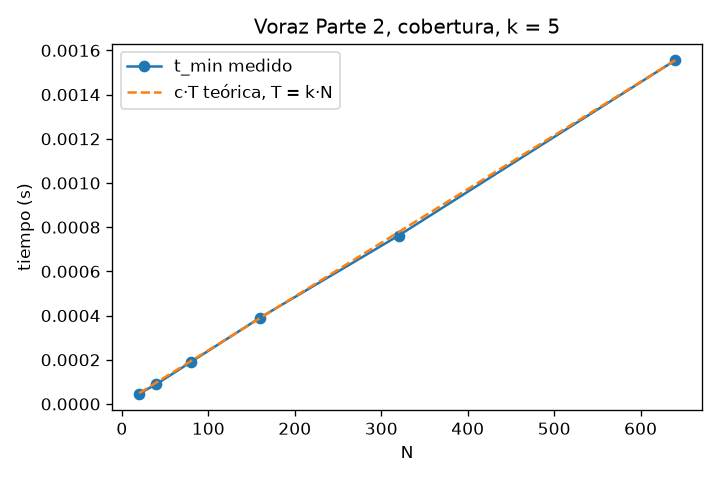 Voraz Parte 2, cobertura, k = 5
t_min medido
c·T teórica, T = k·N
tiempo (s)
0.0016
0.0014
0.0012
0.0010
0.0008
0.0006
0.0004
0.0002
0.0000
0 100 200 300 400 500 600
N